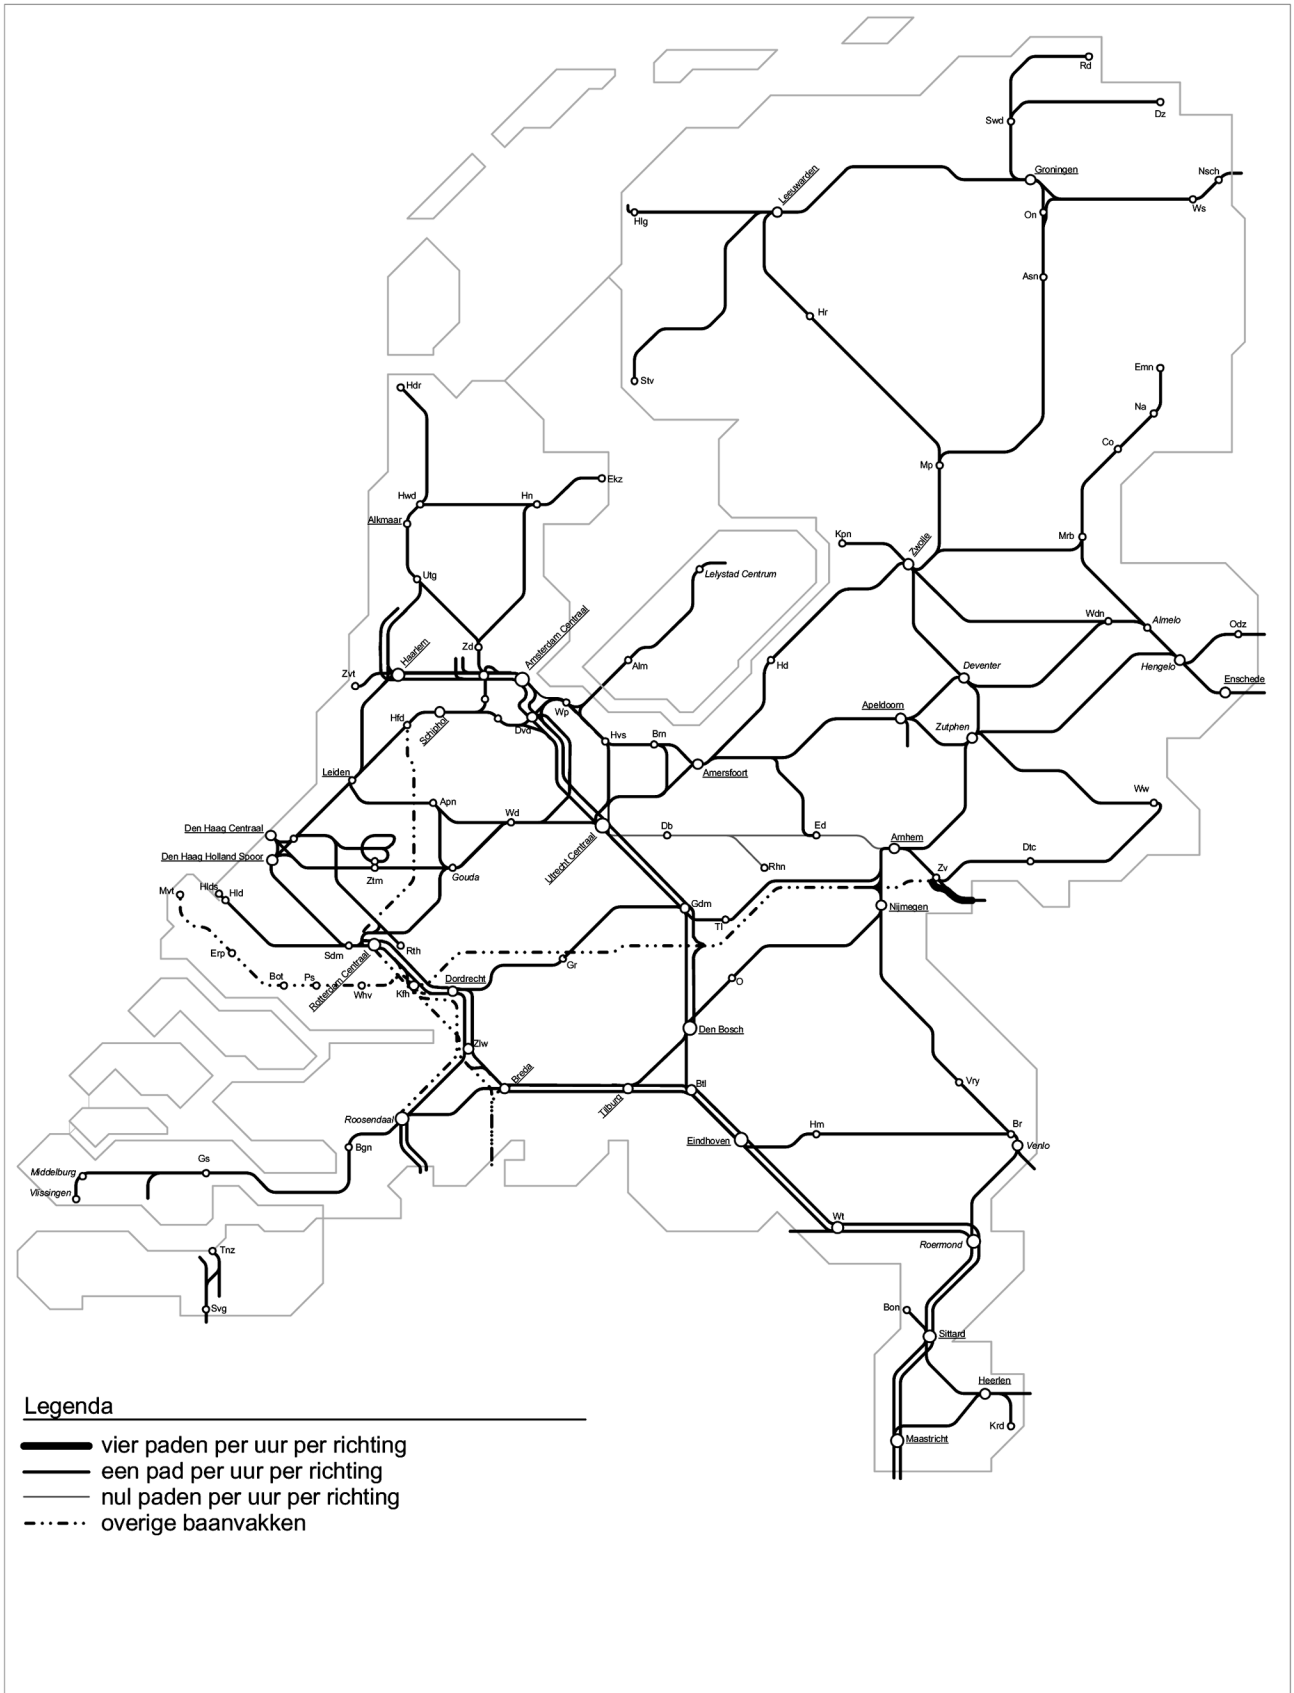 Rd
Dz
Swd
Groningen
Nsch
Leeuwarden
Ws
Hlg
On
Asn
Hr
Emn
Stv
Hdr
Na
Co
Mp
Ekz
Hwd
Hn
Alkmaar
Kpn
Zwolle
Mrb
Lelystad Centrum
Utg
Wdn
Almelo
Amsterdam Centraal
Odz
Haarlem
Zd
Hengelo
Zvt
Alm
Hd
Deventer
Enschede
Apeldoorn
Wp
Hfd
Schiphol
Dvd
Zutphen
Hvs
Brn
Leiden
Amersfoort
Apn
Ww
Wd
Den Haag Centraal
Db
Ed
Arnhem
Den Haag Holland Spoor
Utrecht Centraal
Dtc
Rhn
Zv
Ztm
Gouda
Mvt
Hlds
Hld
Gdm
Nijmegen
Tl
Sdm
Rth
Erp
Gr
Rotterdam Centraal
Bot
Ps
Whv
Kfh
Dordrecht
O
Den Bosch
Zlw
Breda
Tilburg
Btl
Vry
Roosendaal
Hm
Br
Eindhoven
Venlo
Bgn
Gs
Middelburg
Vlissingen
Wt
Roermond
Tnz
Bon
Svg
Sittard
Heerlen
Krd
Maastricht
Legenda
vier paden per uur per richting
een pad per uur per richting
nul paden per uur per richting
overige baanvakken